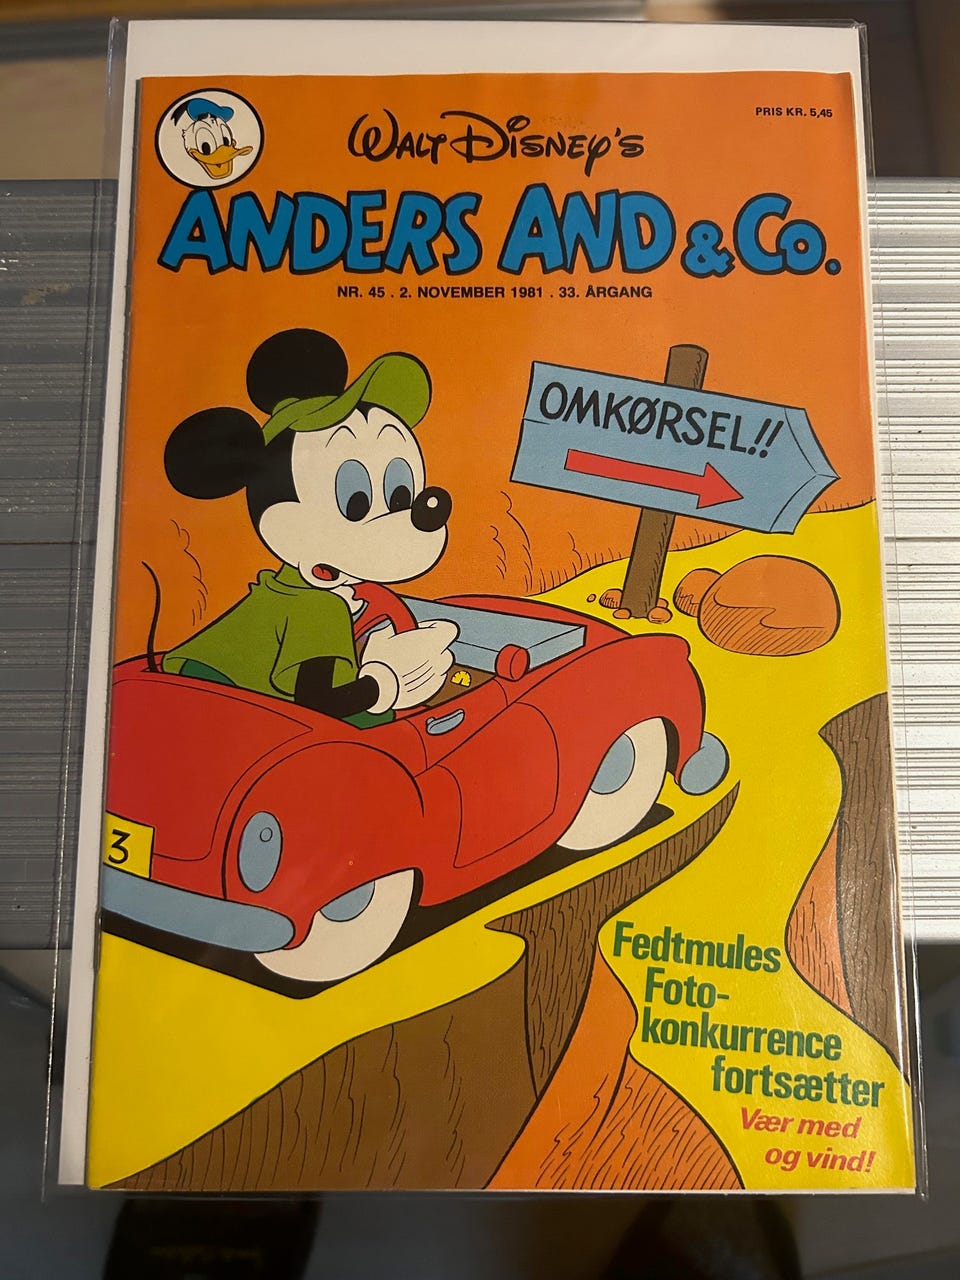 PRIS KR. 5,45
WALT DISNEY'S
ANDERS AND & CO.
NR. 45 . 2. NOVEMBER 1981 . 33. ÅRGANG
OMKØRSEL!!
3
Fedtmules
Foto-
konkurrence
fortsætter
Vær med
og vind!